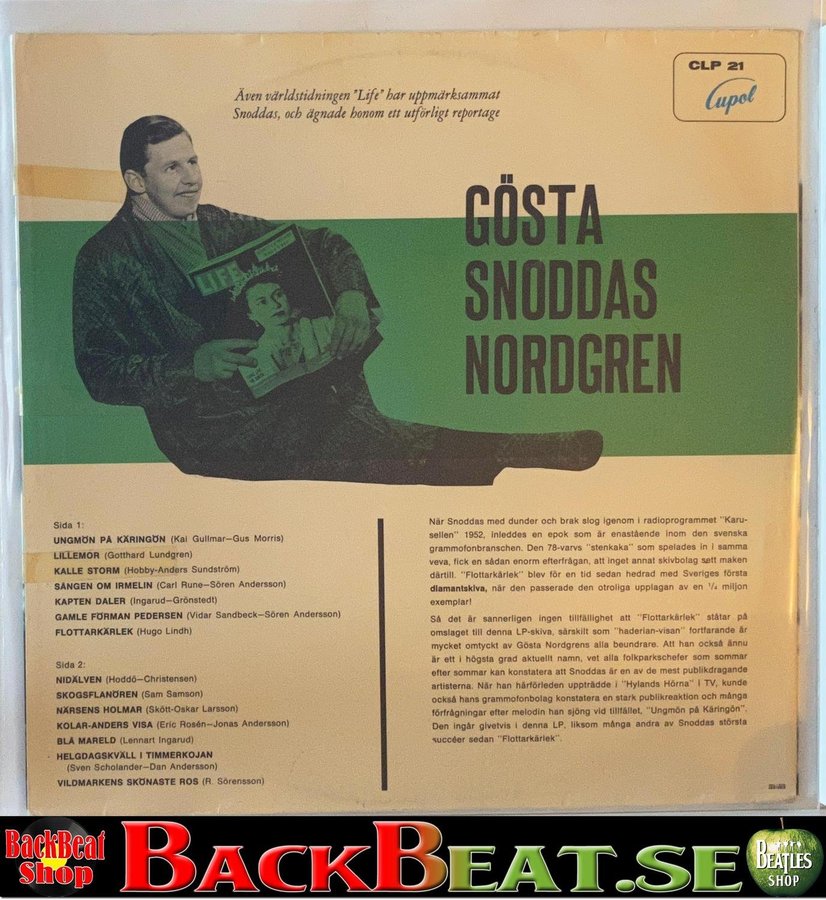 Även världstidningen "Life" har uppmärksammat
Snoddas, och ägnade honom ett utförligt reportage
CLP 21
Cupol
LIFE
GÖSTA
SNODDAS
NORDGREN
Sida 1:
UNGMÖN PÅ KÄRINGÖN (Kai Gullmar—Gus Morris)
LILLEMOR (Gotthard Lundgren)
KALLE STORM (Hobby-Anders Sundström)
SÅNGEN OM IRMELIN (Carl Rune—Sören Andersson)
KAPTEN DALER (Ingarud—Grönstedt)
GAMLE FÖRMAN PEDERSEN (Vidar Sandbeck—Sören Andersson)
FLOTTARKÄRLEK (Hugo Lindh)
Sida 2:
NIDÄLVEN (Hoddö—Christensen)
SKOGSFLANÖREN (Sam Samson)
NÄRSENS HOLMAR (Skött-Oskar Larsson)
KOLAR-ANDERS VISA (Eric Rosén—Jonas Andersson)
BLÅ MARELD (Lennart Ingarud)
HELGDAGSKVÄLL I TIMMERKOJAN
(Sven Scholander—Dan Andersson)
VILDMARKENS SKÖNASTE ROS (R. Sörensson)
När Snoddas med dunder och brak slog igenom i radioprogrammet "Karu-
sellen" 1952, inleddes en epok som är enastående inom den svenska
grammofonbranschen. Den 78-varvs "stenkaka" som spelades in i samma
veva, fick en sådan enorm efterfrågan, att inget annat skivbolag sett maken
därtill. "Flottarkärlek" blev för en tid sedan hedrad med Sveriges första
diamantskiva, när den passerade den otroliga upplagan av en 1/4 miljon
exemplar!
Så det är sannerligen ingen tillfällighet att "Flottarkärlek" ståtar på
omslaget till denna LP-skiva, särskilt som "haderian-visan" fortfarande är
mycket omtyckt av Gösta Nordgrens alla beundrare. Att han också ännu
är ett i högsta grad aktuellt namn, vet alla folkparkschefer som sommar
efter sommar kan konstatera att Snoddas är en av de mest publikdragande
artisterna. När han härförleden uppträdde i "Hylands Hörna" i TV, kunde
också hans grammofonbolag konstatera en stark publikreaktion och många
förfrågningar efter melodin han sjöng vid tillfället, "Ungmön på Käringön".
Den ingår givetvis i denna LP, liksom många andra av Snoddas största
succéer sedan "Flottarkärlek".
BackBeat
Shop
BACKBEAT.SE
BEATLES
SHOP